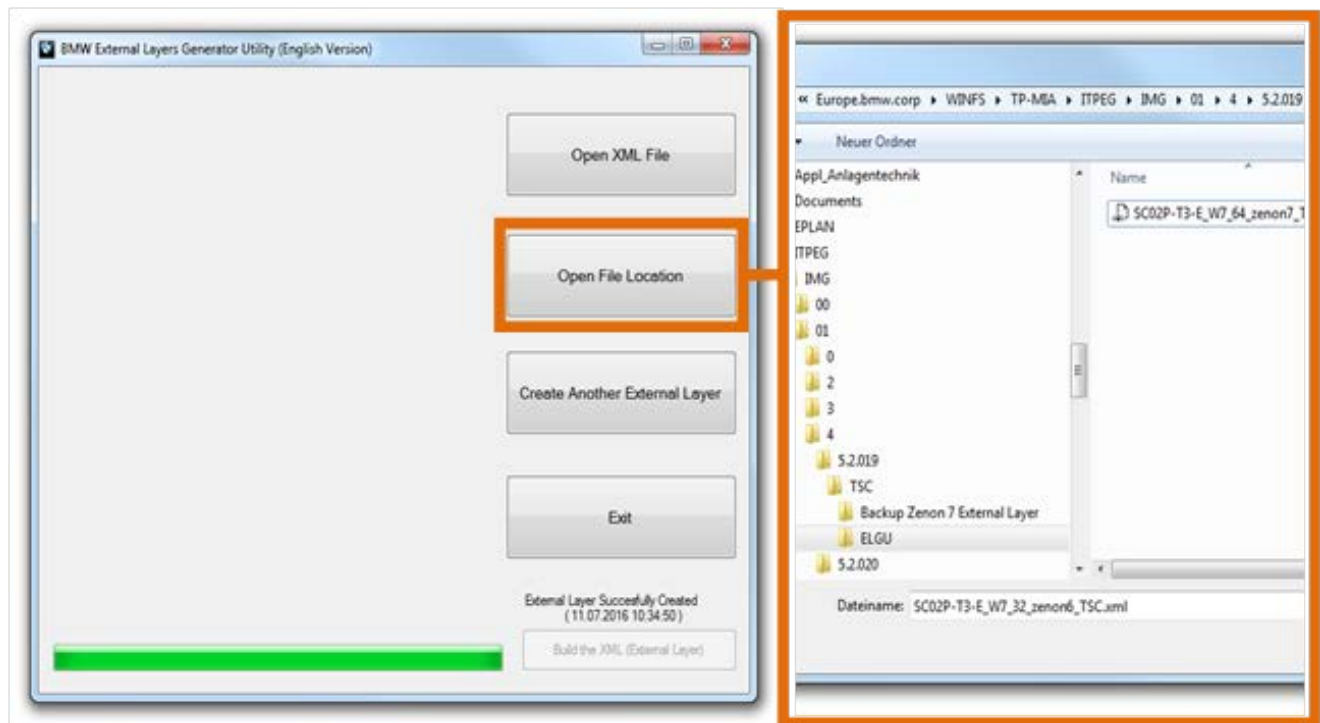 BMW External Layers Generator Utility (English Version)
Open XML File
Open File Location
Create Another External Layer
Exit
External Layer Succesfuly Created
( 11.07.2016 10:34:50 )
Build the XML (External Layer)
« Europe.bmw.corp ▸ WINFS ▸ TP-MIA ▸ ITPEG ▸ IMG ▸ 01 ▸ 4 ▸ 5.2.019
Neuer Ordner
Appl_Anlagentechnik
Documents
EPLAN
ITPEG
IMG
00
01
0
2
3
4
5.2.019
TSC
Backup Zenon 7 External Layer
ELGU
5.2.020
Name
SC02P-T3-E_W7_64_zenon7_T
Dateiname: SC02P-T3-E_W7_32_zenon6_TSC.xml